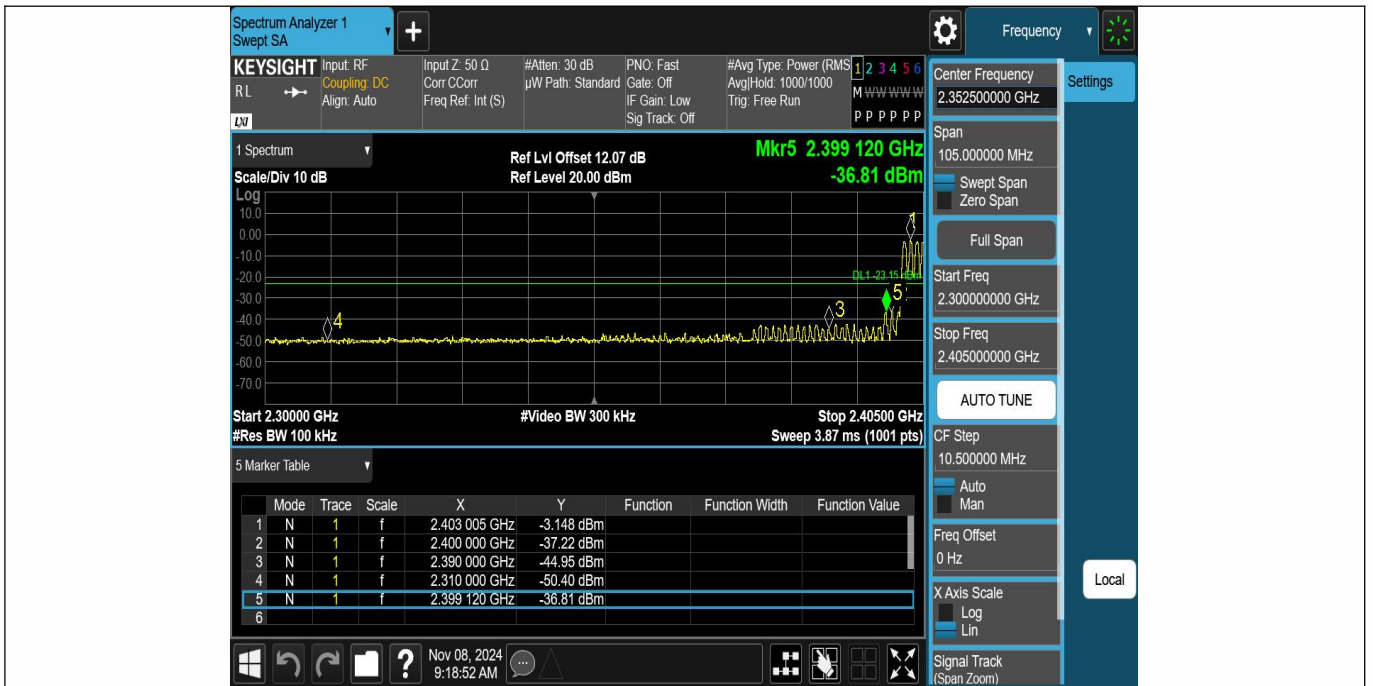 Spectrum Analyzer 1
Swept SA
+
Frequency
KEYSIGHT
RL
LXI
Input: RF
Coupling: DC
Align: Auto
Input Z: 50 Ω
Corr CCorr
Freq Ref: Int (S)
#Atten: 30 dB
µW Path: Standard
PNO: Fast
Gate: Off
IF Gain: Low
Sig Track: Off
#Avg Type: Power (RMS
Avg|Hold: 1000/1000
Trig: Free Run
1 2 3 4 5 6
M W W W W W
P P P P P P
1 Spectrum
Scale/Div 10 dB
Ref Lvl Offset 12.07 dB
Ref Level 20.00 dBm
Mkr5 2.399 120 GHz
-36.81 dBm
Log
10.0
0.00
-10.0
-20.0
-30.0
-40.0
-50.0
-60.0
-70.0
1
DL1 -23.15 dBm
5
3
4
Start 2.30000 GHz
#Video BW 300 kHz
Stop 2.40500 GHz
#Res BW 100 kHz
Sweep 3.87 ms (1001 pts)
5 Marker Table
Mode Trace Scale X Y Function Function Width Function Value
1 N 1 f 2.403 005 GHz -3.148 dBm
2 N 1 f 2.400 000 GHz -37.22 dBm
3 N 1 f 2.390 000 GHz -44.95 dBm
4 N 1 f 2.310 000 GHz -50.40 dBm
5 N 1 f 2.399 120 GHz -36.81 dBm
6
Center Frequency
2.352500000 GHz
Settings
Span
105.000000 MHz
Swept Span
Zero Span
Full Span
Start Freq
2.300000000 GHz
Stop Freq
2.405000000 GHz
AUTO TUNE
CF Step
10.500000 MHz
Auto
Man
Freq Offset
0 Hz
X Axis Scale
Log
Lin
Local
Signal Track
(Span Zoom)
?
Nov 08, 2024
9:18:52 AM